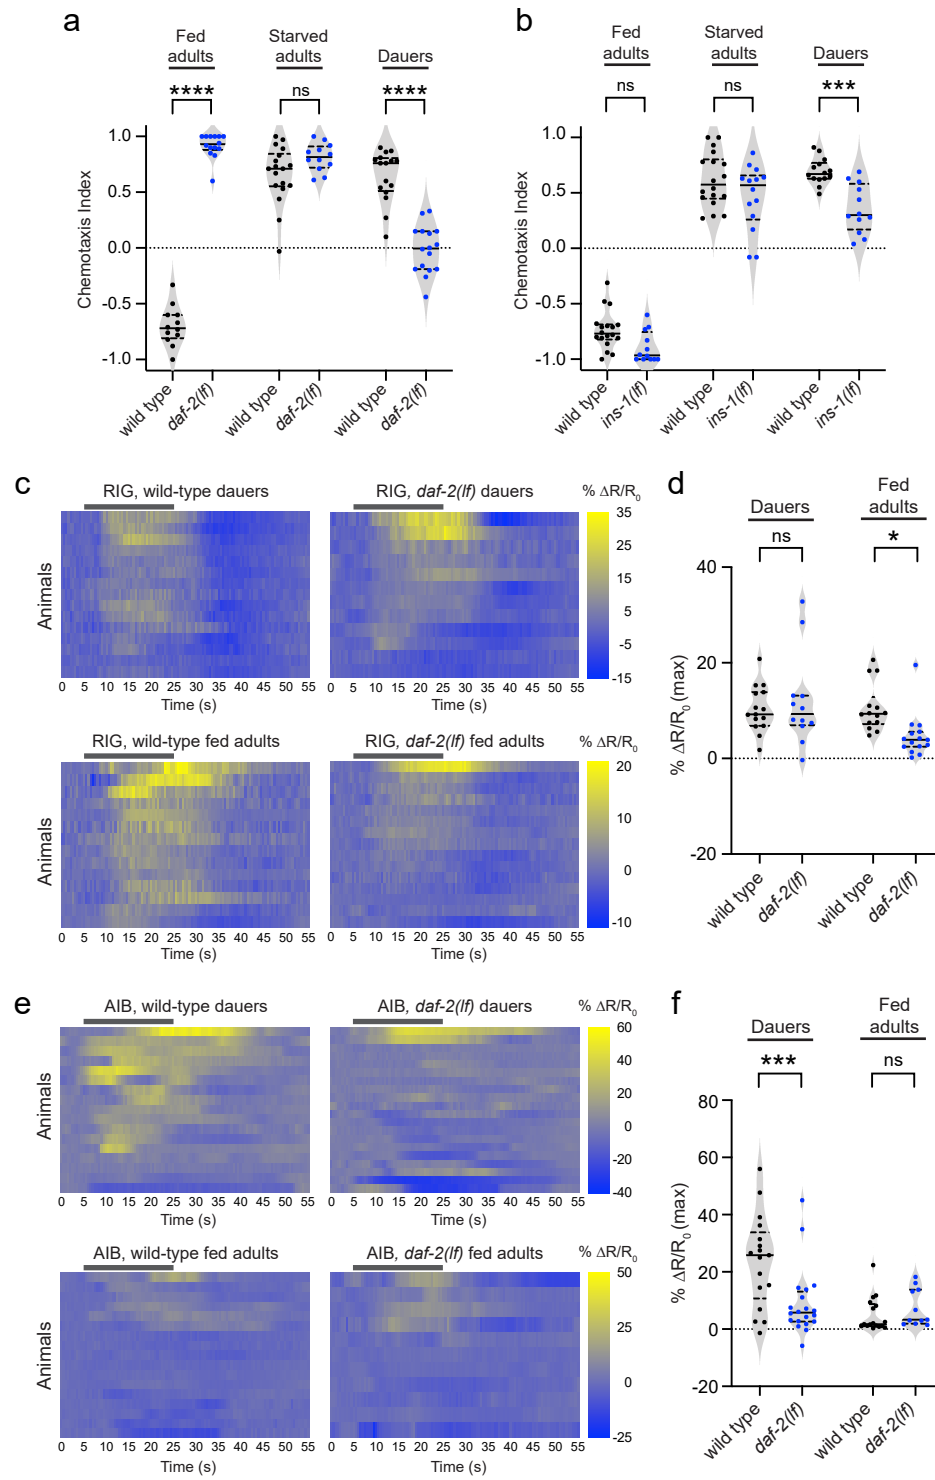 a
Fed adults
Starved adults
Dauers
**** ns ****
Chemotaxis Index
1.0
0.5
0.0
-0.5
-1.0
wild type
daf-2(lf)
wild type
daf-2(lf)
wild type
daf-2(lf)
b
Fed adults
Starved adults
Dauers
ns ns ***
Chemotaxis Index
1.0
0.5
0.0
-0.5
-1.0
wild type
ins-1(lf)
wild type
ins-1(lf)
wild type
ins-1(lf)
c
RIG, wild-type dauers
RIG, daf-2(lf) dauers
% ΔR/R0
35
25
15
5
-5
-15
Animals
0 5 10 15 20 25 30 35 40 45 50 55
Time (s)
0 5 10 15 20 25 30 35 40 45 50 55
Time (s)
RIG, wild-type fed adults
RIG, daf-2(lf) fed adults
% ΔR/R0
20
10
0
-10
Animals
0 5 10 15 20 25 30 35 40 45 50 55
Time (s)
0 5 10 15 20 25 30 35 40 45 50 55
Time (s)
d
Dauers
Fed adults
ns *
% ΔR/R0 (max)
40
20
0
-20
wild type
daf-2(lf)
wild type
daf-2(lf)
e
AIB, wild-type dauers
AIB, daf-2(lf) dauers
% ΔR/R0
60
40
20
0
-20
-40
Animals
0 5 10 15 20 25 30 35 40 45 50 55
Time (s)
0 5 10 15 20 25 30 35 40 45 50 55
Time (s)
AIB, wild-type fed adults
AIB, daf-2(lf) fed adults
% ΔR/R0
50
25
0
-25
Animals
0 5 10 15 20 25 30 35 40 45 50 55
Time (s)
0 5 10 15 20 25 30 35 40 45 50 55
Time (s)
f
Dauers
Fed adults
*** ns
% ΔR/R0 (max)
80
60
40
20
0
-20
wild type
daf-2(lf)
wild type
daf-2(lf)